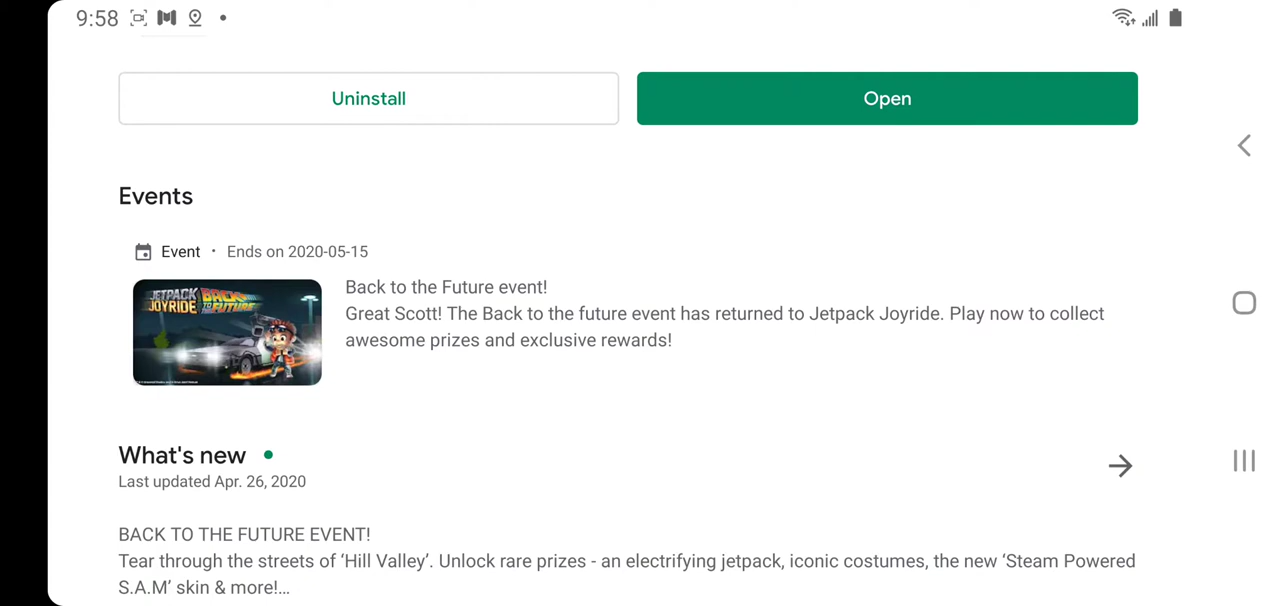 9:58
Uninstall
Open
Events
Event • Ends on 2020-05-15
JETPACK JOYRIDE BACK TO THE FUTURE
Back to the Future event!
Great Scott! The Back to the future event has returned to Jetpack Joyride. Play now to collect
awesome prizes and exclusive rewards!
What's new
Last updated Apr. 26, 2020
BACK TO THE FUTURE EVENT!
Tear through the streets of ‘Hill Valley’. Unlock rare prizes - an electrifying jetpack, iconic costumes, the new ‘Steam Powered
S.A.M’ skin & more!...